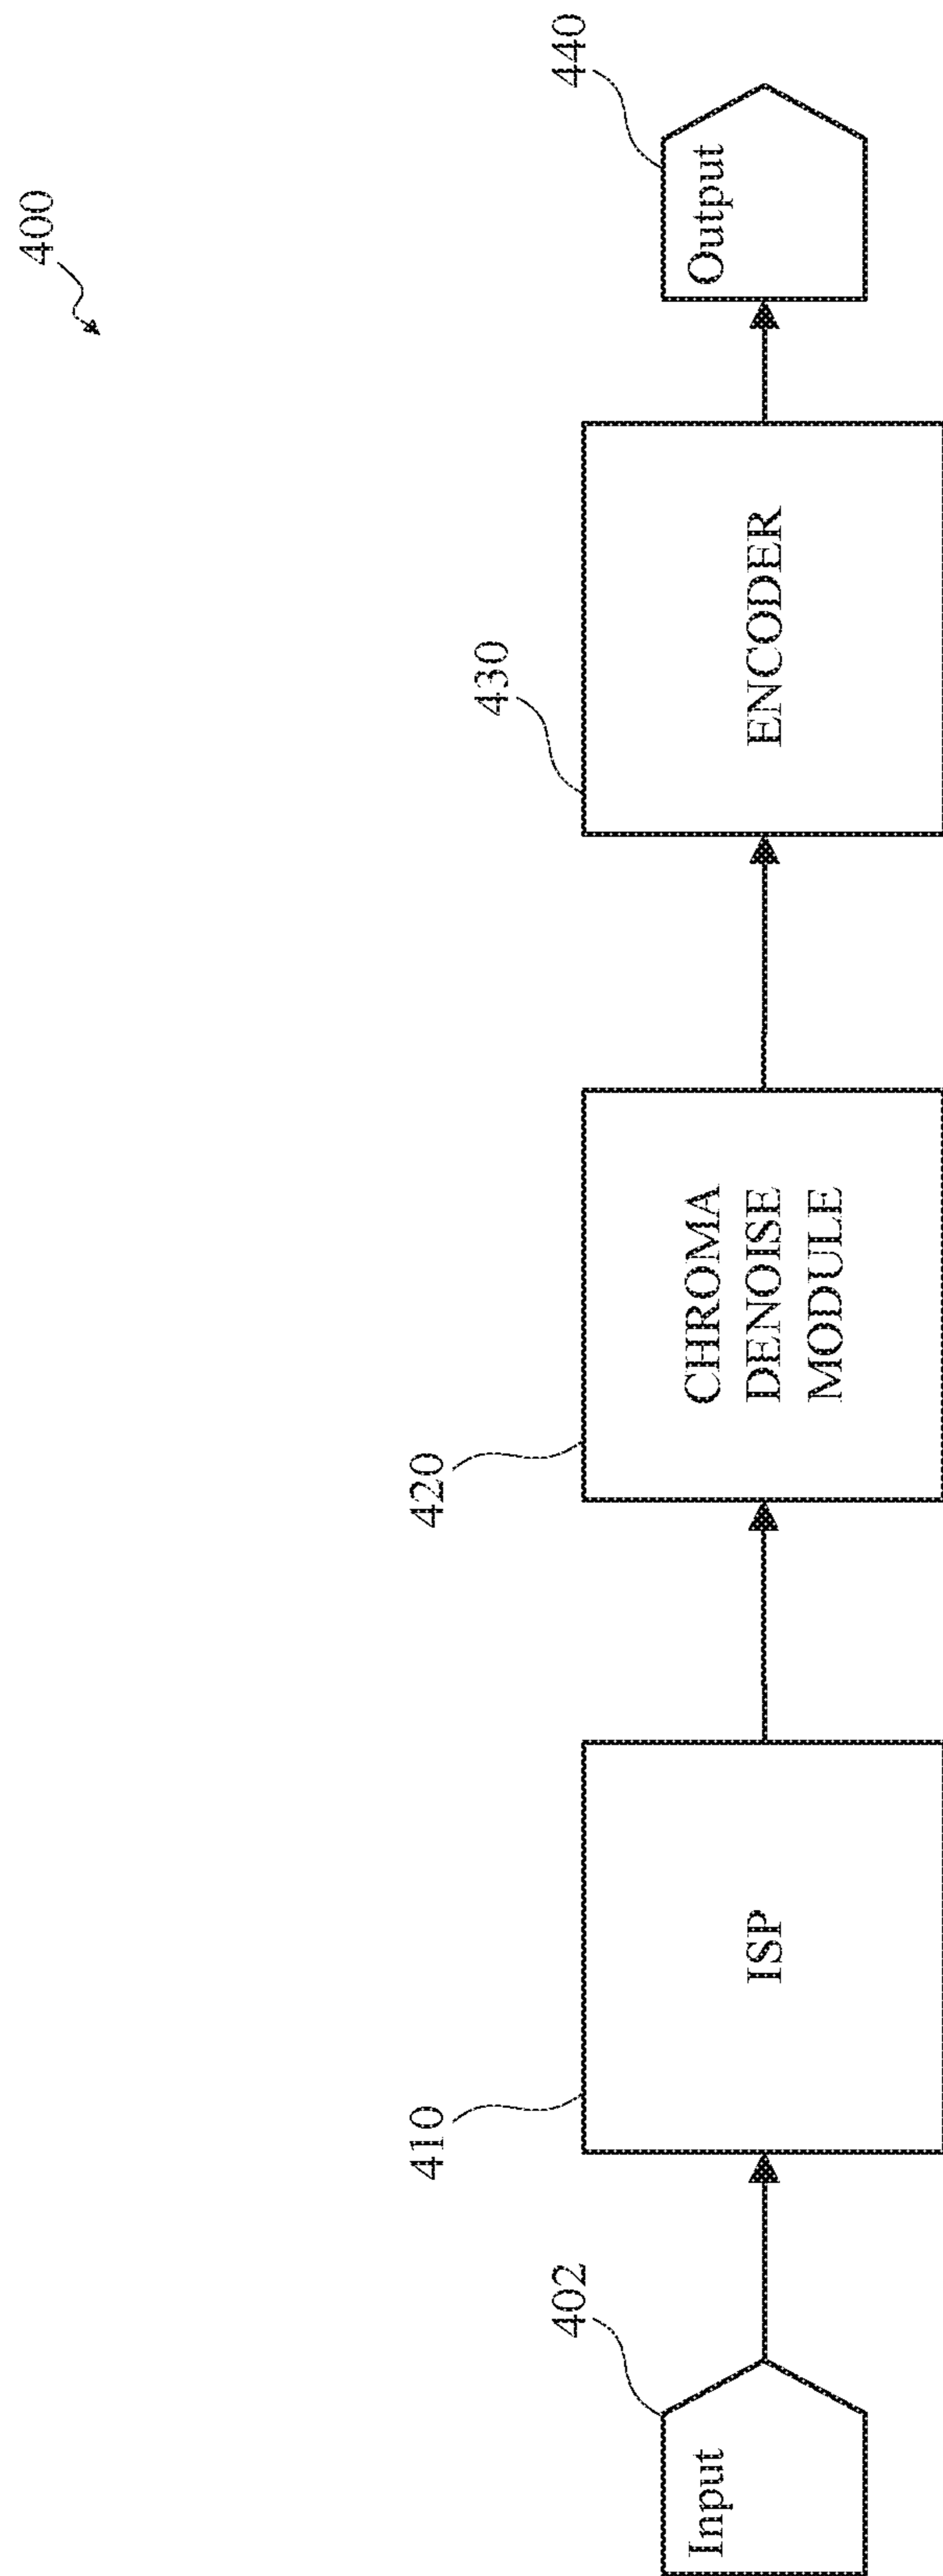 400
402
Input
410
ISP
420
CHROMA
DENOISE
MODULE
430
ENCODER
440
Output